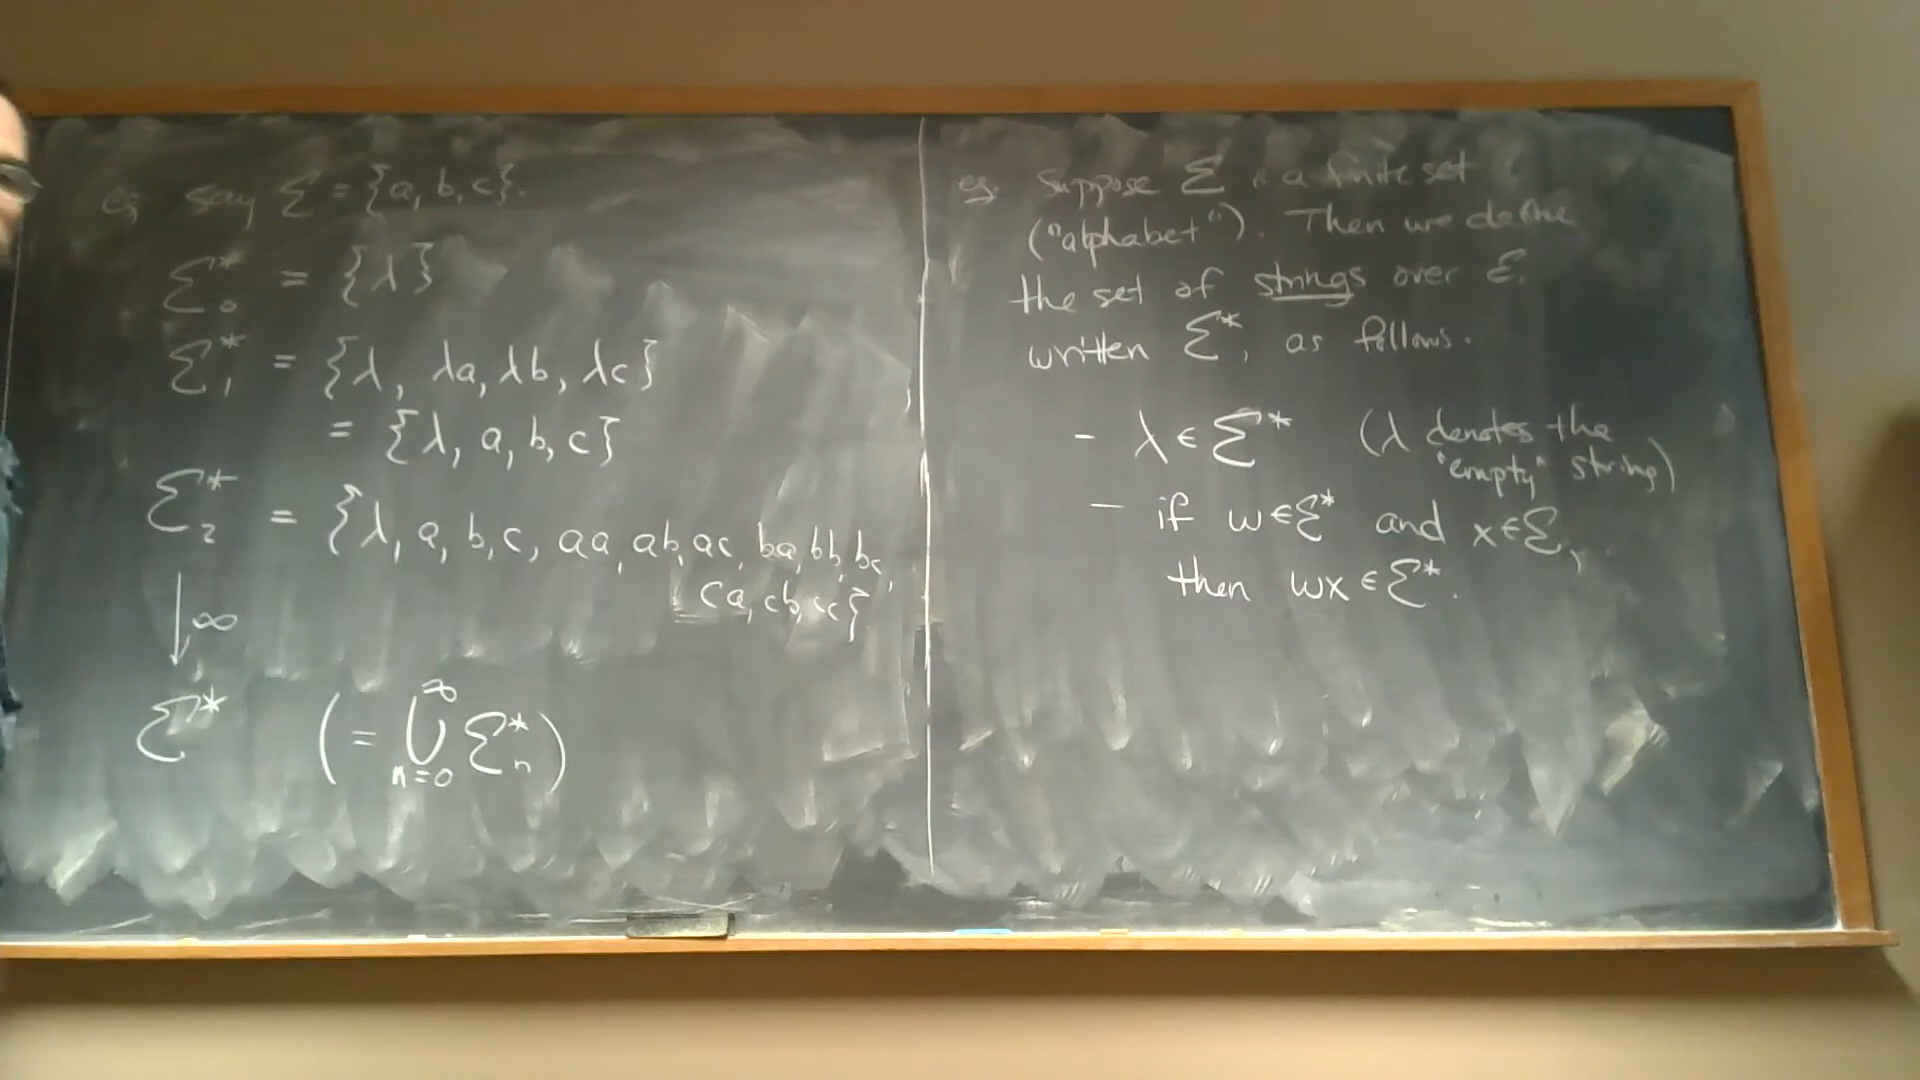 eg say Σ = {a, b, c}.
Σ*₀ = {λ}
Σ*₁ = {λ, λa, λb, λc}
= {λ, a, b, c}
Σ*₂ = {λ, a, b, c, aa, ab, ac, ba, bb, bc,
ca, cb, cc}
↓ ∞
Σ* (= ⋃_{n=0}^{∞} Σ*ₙ)
eg. Suppose Σ is a finite set
("alphabet"). Then we define
the set of strings over Σ,
written Σ*, as follows.
- λ ∈ Σ* (λ denotes the
"empty" string)
- if w ∈ Σ* and x ∈ Σ,
then wx ∈ Σ*.